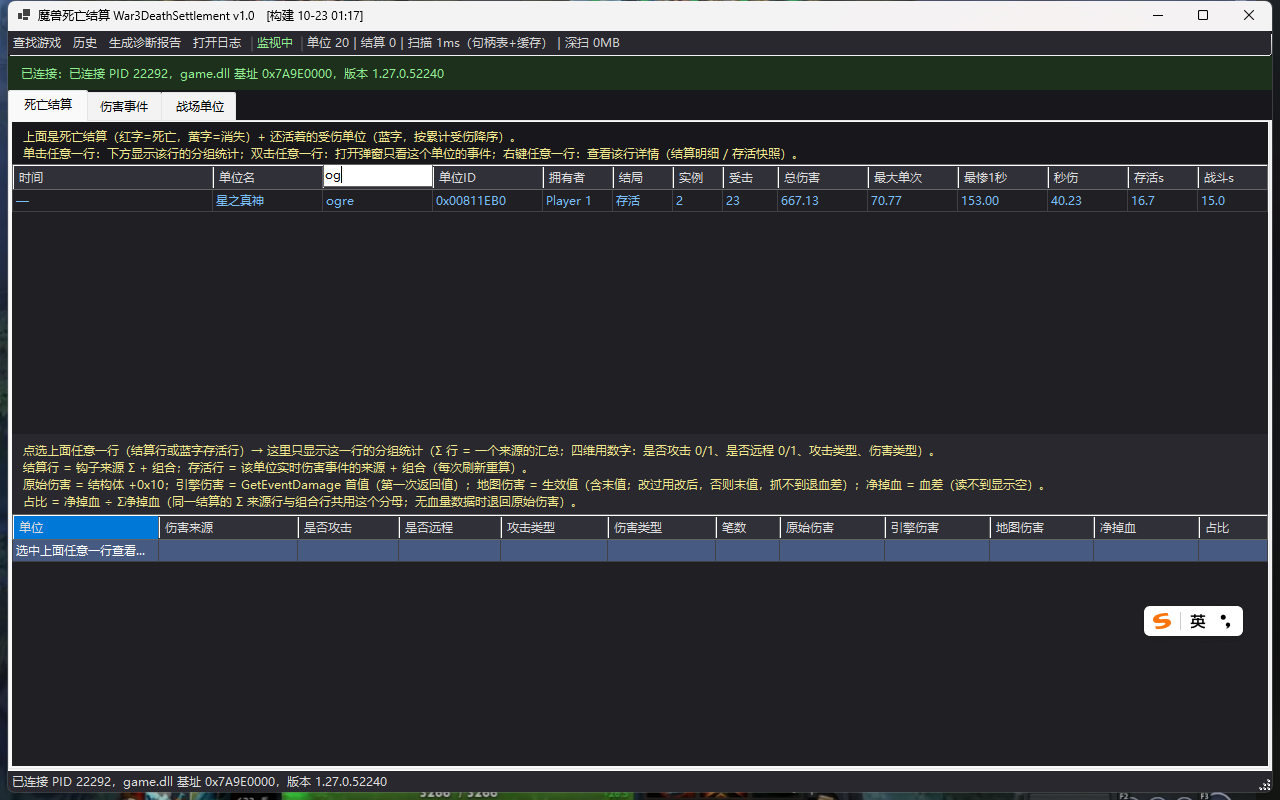 魔兽死亡结算 War3DeathSettlement v1.0 [构建 10-23 01:17]
查找游戏 历史 生成诊断报告 打开日志 | 监视中 | 单位 20 | 结算 0 | 扫描 1ms（句柄表+缓存） | 深扫 0MB
已连接：已连接 PID 22292，game.dll 基址 0x7A9E0000，版本 1.27.0.52240
死亡结算 伤害事件 战场单位
上面是死亡结算（红字=死亡，黄字=消失）+ 还活着的受伤单位（蓝字，按累计受伤降序）。
单击任意一行：下方显示该行的分组统计；双击任意一行：打开弹窗只看这个单位的事件；右键任意一行：查看该行详情（结算明细 / 存活快照）。
时间 单位名 og 单位ID 拥有者 结局 实例 受击 总伤害 最大单次 最惨1秒 秒伤 存活s 战斗s
— 星之真神 ogre 0x00811EB0 Player 1 存活 2 23 667.13 70.77 153.00 40.23 16.7 15.0
点选上面任意一行（结算行或蓝字存活行）→ 这里只显示这一行的分组统计（Σ 行 = 一个来源的汇总；四维用数字：是否攻击 0/1、是否远程 0/1、攻击类型、伤害类型）。
结算行 = 钩子来源 Σ + 组合；存活行 = 该单位实时伤害事件的来源 + 组合（每次刷新重算）。
原始伤害 = 结构体 +0x10；引擎伤害 = GetEventDamage 首值（第一次返回值）；地图伤害 = 生效值（含末值；改过用改后，否则末值，抓不到退血差）；净掉血 = 血差（读不到显示空）。
占比 = 净掉血 ÷ Σ净掉血（同一结算的 Σ 来源行与组合行共用这个分母；无血量数据时退回原始伤害）。
单位 伤害来源 是否攻击 是否远程 攻击类型 伤害类型 笔数 原始伤害 引擎伤害 地图伤害 净掉血 占比
选中上面任意一行查看...
英
已连接 PID 22292，game.dll 基址 0x7A9E0000，版本 1.27.0.52240